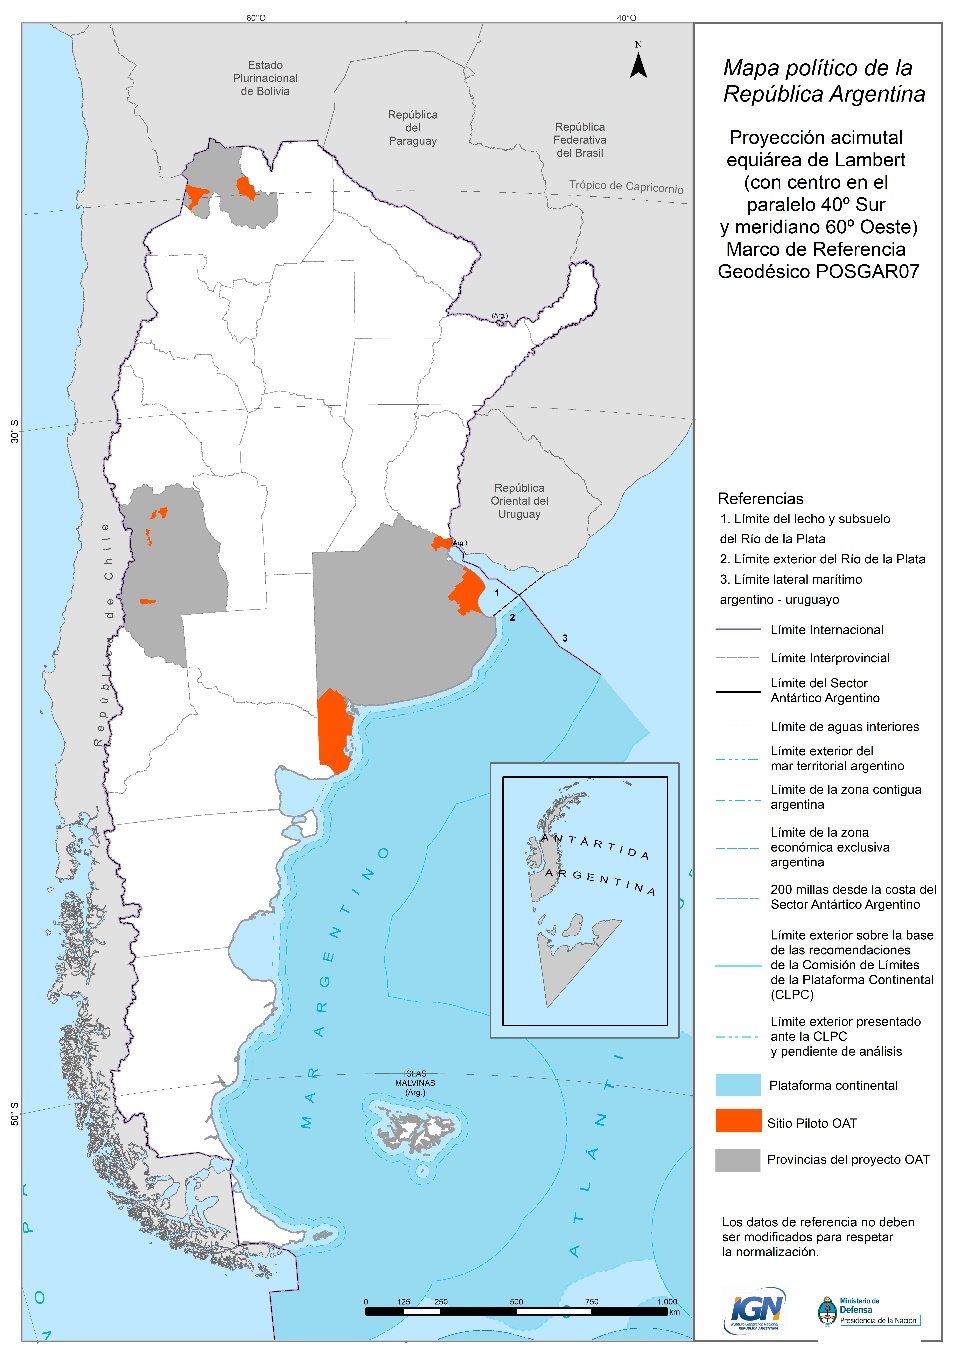 60°O
40°O
Estado
Plurinacional
de Bolivia
República
del
Paraguay
República
Federativa
del Brasil
Trópico de Capricornio
N
(Arg.)
30° S
República
Oriental del
Uruguay
(Arg.)
República de Chile
1
2
3
MAR ARGENTINO
ANTÁRTIDA
ARGENTINA
ISLAS
MALVINAS
(Arg.)
50° S
0 125 250 500 750 1.000
km
Mapa político de la
República Argentina
Proyección acimutal
equiárea de Lambert
(con centro en el
paralelo 40º Sur
y meridiano 60º Oeste)
Marco de Referencia
Geodésico POSGAR07
Referencias
1. Límite del lecho y subsuelo
del Río de la Plata
2. Límite exterior del Río de la Plata
3. Límite lateral marítimo
argentino - uruguayo
Límite Internacional
Límite Interprovincial
Límite del Sector
Antártico Argentino
Límite de aguas interiores
Límite exterior del
mar territorial argentino
Límite de la zona contigua
argentina
Límite de la zona
económica exclusiva
argentina
200 millas desde la costa del
Sector Antártico Argentino
Límite exterior sobre la base
de las recomendaciones
de la Comisión de Límites
de la Plataforma Continental
(CLPC)
Límite exterior presentado
ante la CLPC
y pendiente de análisis
Plataforma continental
Sitio Piloto OAT
Provincias del proyecto OAT
Los datos de referencia no deben
ser modificados para respetar
la normalización.
IGN
Ministerio de
Defensa
Presidencia de la Nación